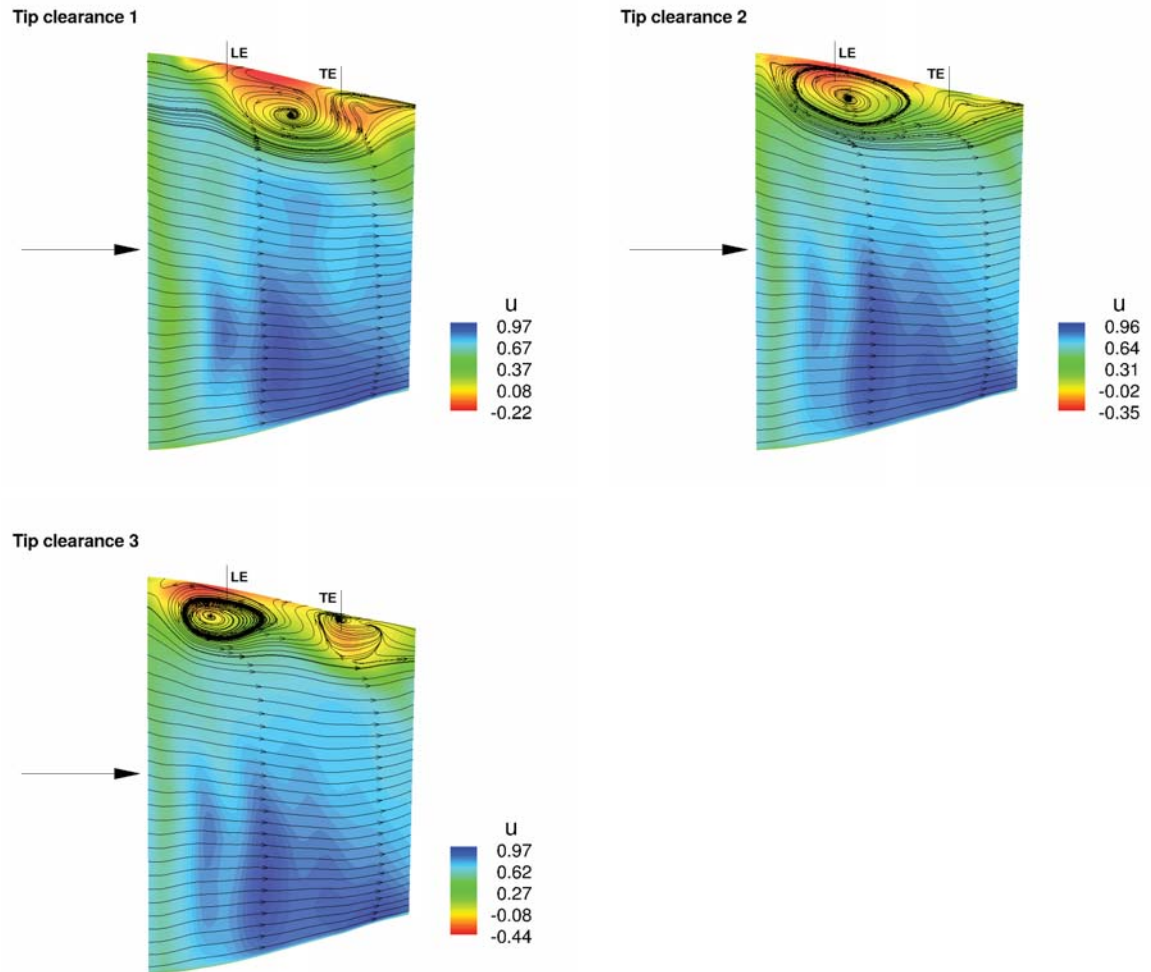 Tip clearance 1
LE
TE
u
0.97
0.67
0.37
0.08
-0.22
Tip clearance 2
LE
TE
u
0.96
0.64
0.31
-0.02
-0.35
Tip clearance 3
LE
TE
u
0.97
0.62
0.27
-0.08
-0.44